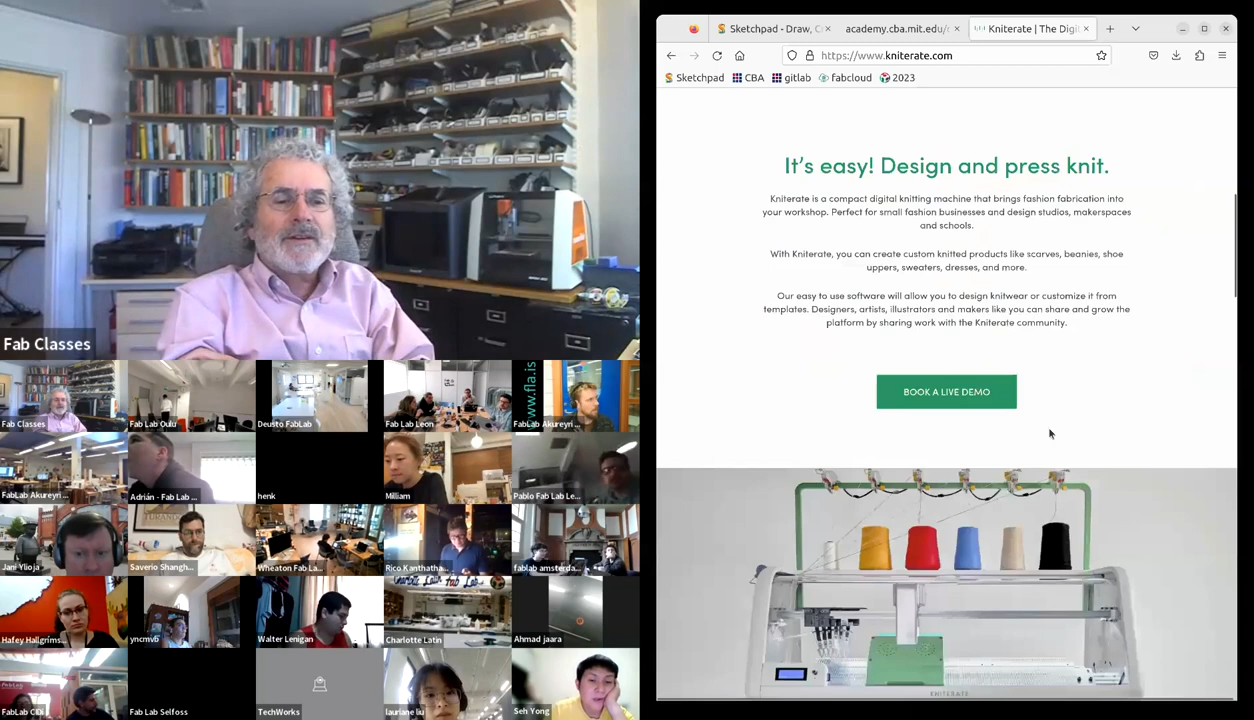 Fab Classes
Fab Classes
Fab Lab Oulu
Deusto FabLab
Fab Lab Leon
www.fla.is
FabLab Akureyri ...
FabLab Akureyri ...
Adrián - Fab Lab ...
henk
Milliam
Pablo Fab Lab Le...
Jani Ylioja
Saverio Shangh...
Wheaton Fab La...
Rico Kanthatha...
fablab amsterda...
Hafey Hallgríms...
yncmvb
Walter Lenigan
Charlotte Latin
Ahmad jaara
FabLab CIDi
Fab Lab Selfoss
TechWorks
lauriane liu
Seh Yong
Sketchpad - Draw, C
academy.cba.mit.edu/c
Kniterate | The Digit
https://www.kniterate.com
Sketchpad
CBA
gitlab
fabcloud
2023
It's easy! Design and press knit.
Kniterate is a compact digital knitting machine that brings fashion fabrication into
your workshop. Perfect for small fashion businesses and design studios, makerspaces
and schools.
With Kniterate, you can create custom knitted products like scarves, beanies, shoe
uppers, sweaters, dresses, and more.
Our easy to use software will allow you to design knitwear or customize it from
templates. Designers, artists, illustrators and makers like you can share and grow the
platform by sharing work with the Kniterate community.
BOOK A LIVE DEMO
KNITERATE